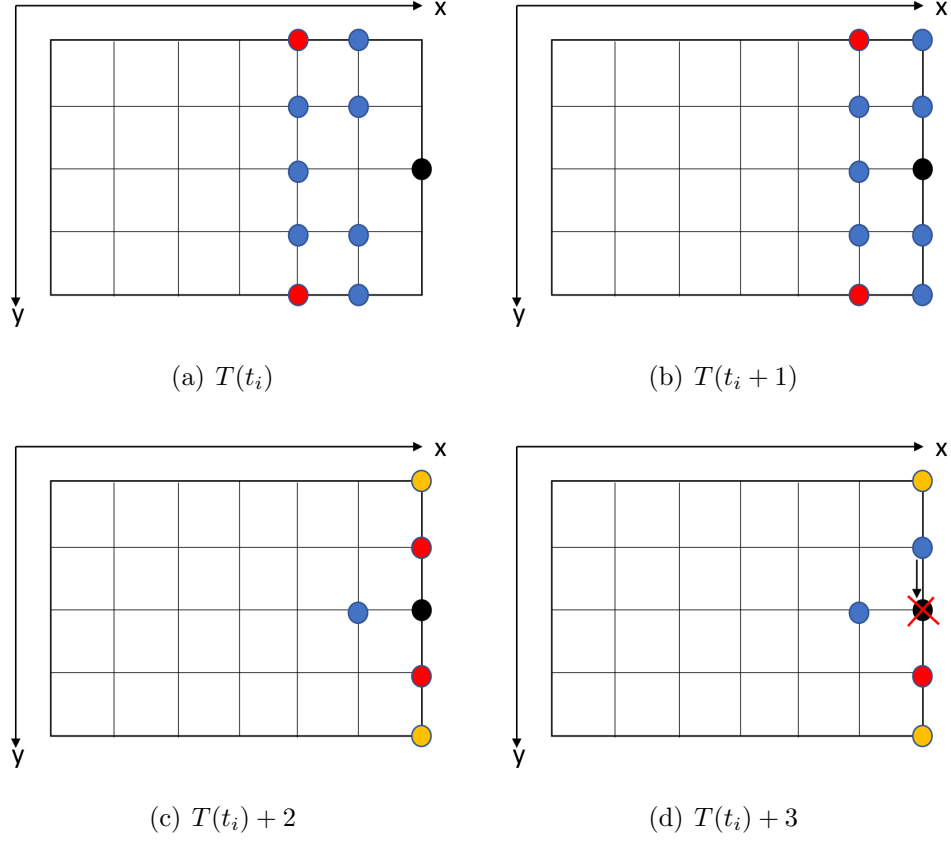 x
y
(a) $T(t_i)$
x
y
(b) $T(t_i + 1)$
x
y
(c) $T(t_i) + 2$
x
y
(d) $T(t_i) + 3$